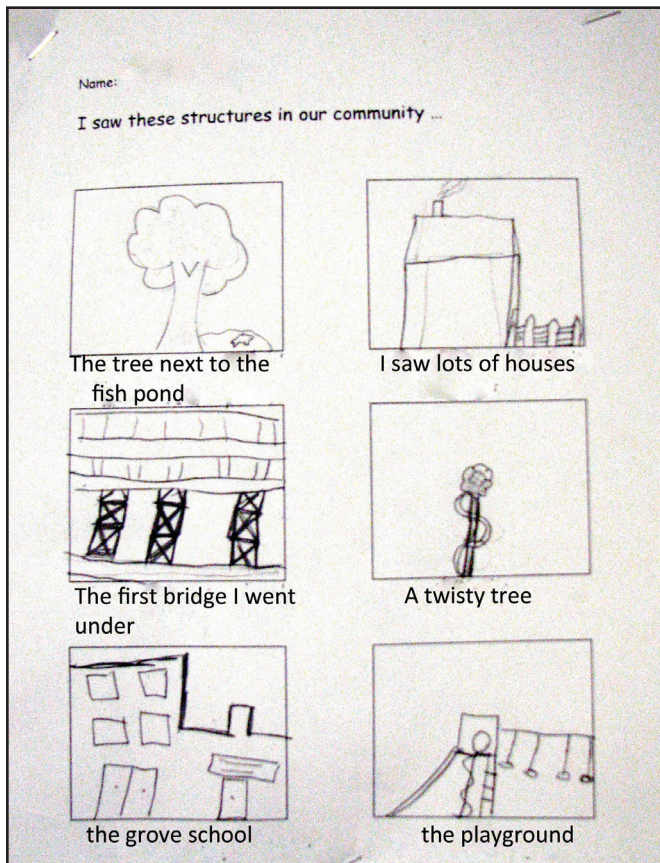 Name:
I saw these structures in our community ...
The tree next to the
fish pond
I saw lots of houses
The first bridge I went
under
A twisty tree
the grove school
the playground